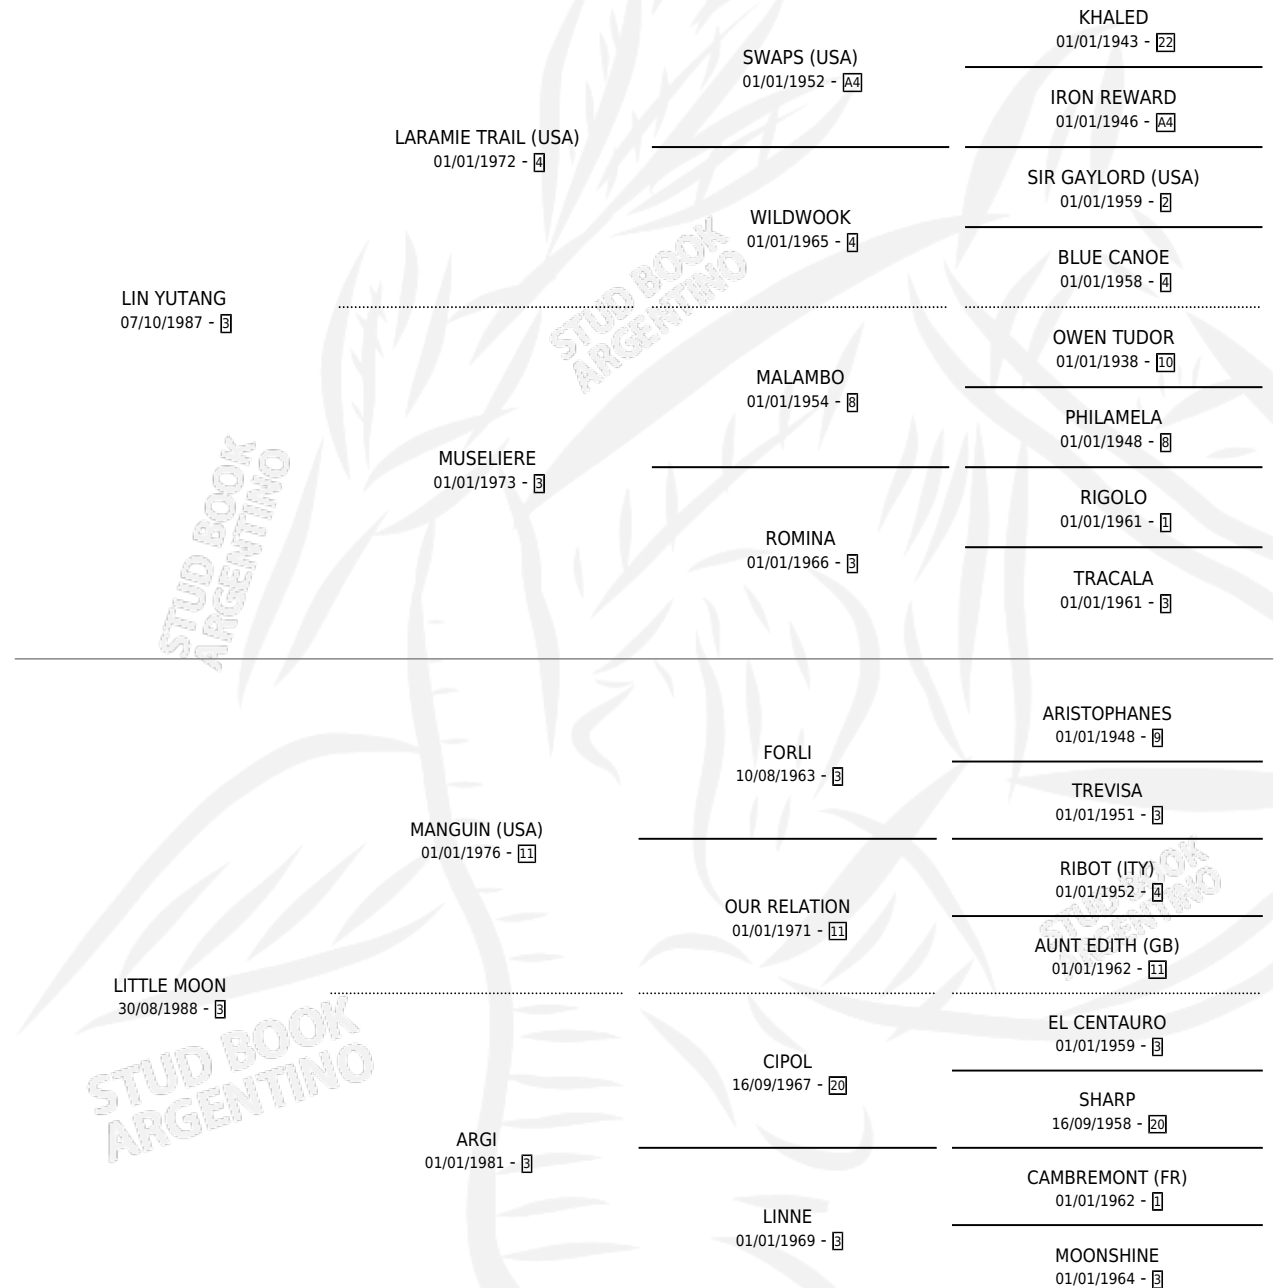 KHALED
01/01/1943 - 22
SWAPS (USA)
01/01/1952 - A4
IRON REWARD
01/01/1946 - A4
LARAMIE TRAIL (USA)
01/01/1972 - 4
SIR GAYLORD (USA)
01/01/1959 - 2
WILDWOOK
01/01/1965 - 4
BLUE CANOE
01/01/1958 - 4
LIN YUTANG
07/10/1987 - 3
STUD BOOK
ARGENTINO
OWEN TUDOR
01/01/1938 - 10
MALAMBO
01/01/1954 - 8
PHILAMELA
01/01/1948 - 8
MUSELIERE
01/01/1973 - 3
RIGOLO
01/01/1961 - 1
ROMINA
01/01/1966 - 3
TRACALA
01/01/1961 - 3
STUD BOOK
ARGENTINO
ARISTOPHANES
01/01/1948 - 9
FORLI
10/08/1963 - 3
TREVISA
01/01/1951 - 3
MANGUIN (USA)
01/01/1976 - 11
RIBOT (ITY)
01/01/1952 - 4
OUR RELATION
01/01/1971 - 11
STUD BOOK
ARGENTINO
AUNT EDITH (GB)
01/01/1962 - 11
LITTLE MOON
30/08/1988 - 3
STUD BOOK
ARGENTINO
EL CENTAURO
01/01/1959 - 3
CIPOL
16/09/1967 - 20
SHARP
16/09/1958 - 20
ARGI
01/01/1981 - 3
CAMBREMONT (FR)
01/01/1962 - 1
LINNE
01/01/1969 - 3
MOONSHINE
01/01/1964 - 3